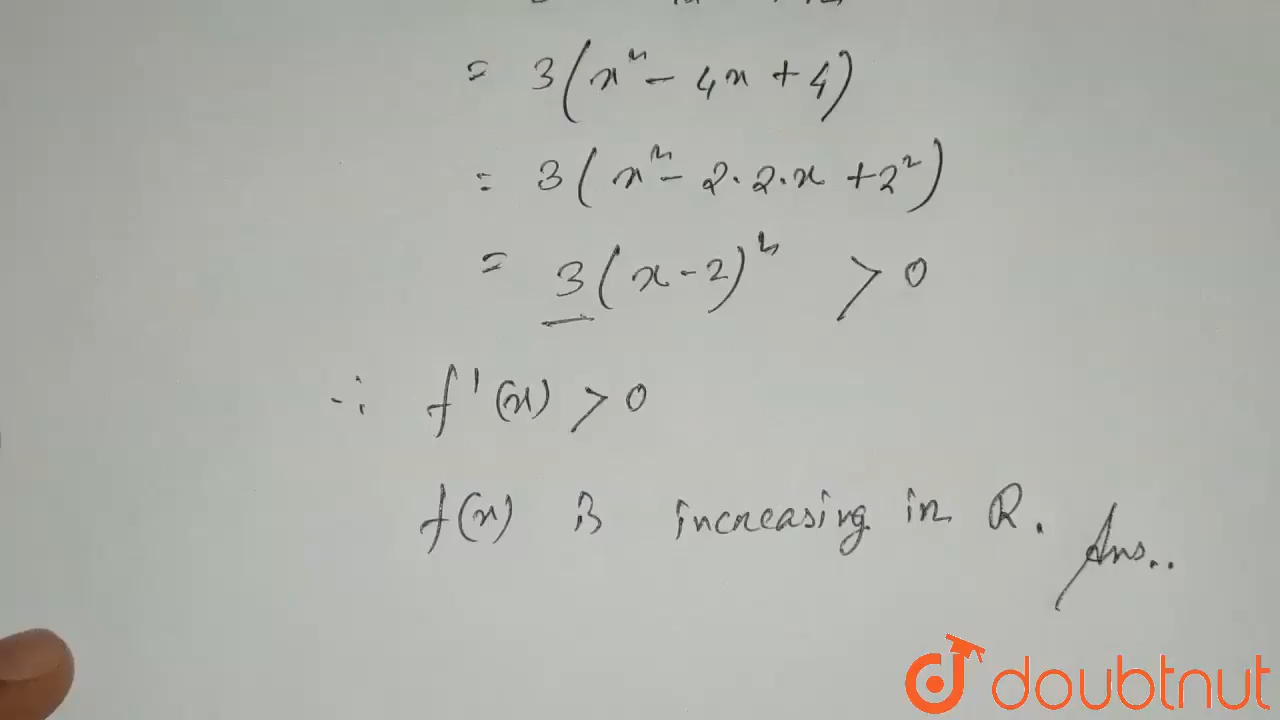 = 3(x² - 4x + 4)
= 3(x² - 2·2·x + 2²)
= 3(x-2)² > 0
∴ f'(x) > 0
f(x) is increasing in R. Ans..
doubtnut